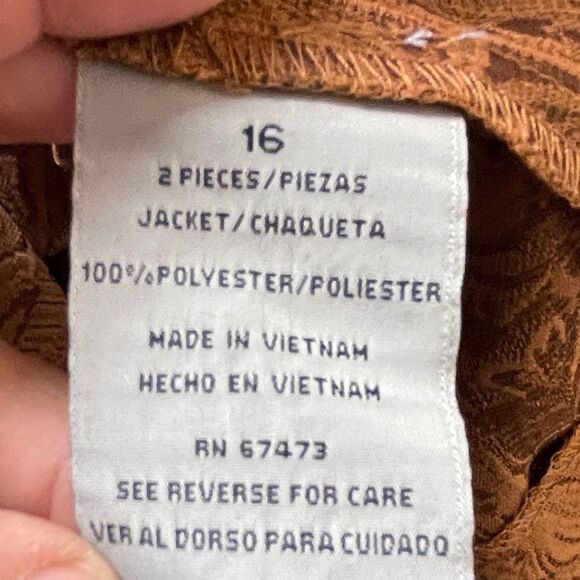 16
2 PIECES/PIEZAS
JACKET/CHAQUETA
100%POLYESTER/POLIESTER
MADE IN VIETNAM
HECHO EN VIETNAM
RN 67473
SEE REVERSE FOR CARE
VER AL DORSO PARA CUIDADO